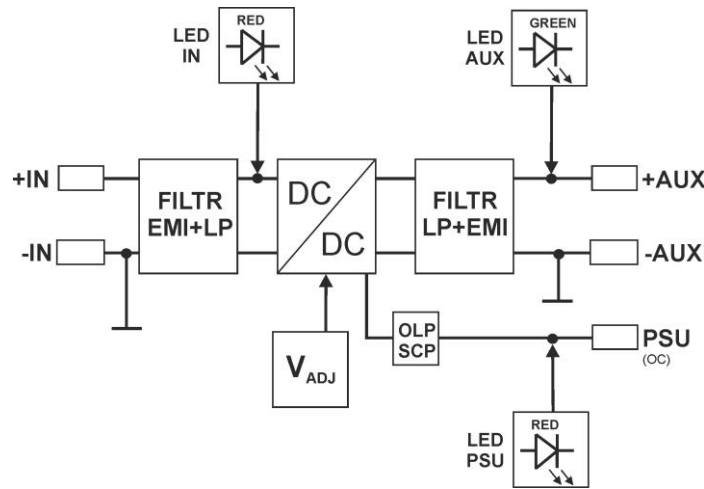 LED
IN
RED
LED
AUX
GREEN
+IN
-IN
FILTR
EMI+LP
DC
DC
FILTR
LP+EMI
+AUX
-AUX
VADJ
OLP
SCP
PSU
(OC)
LED
PSU
RED